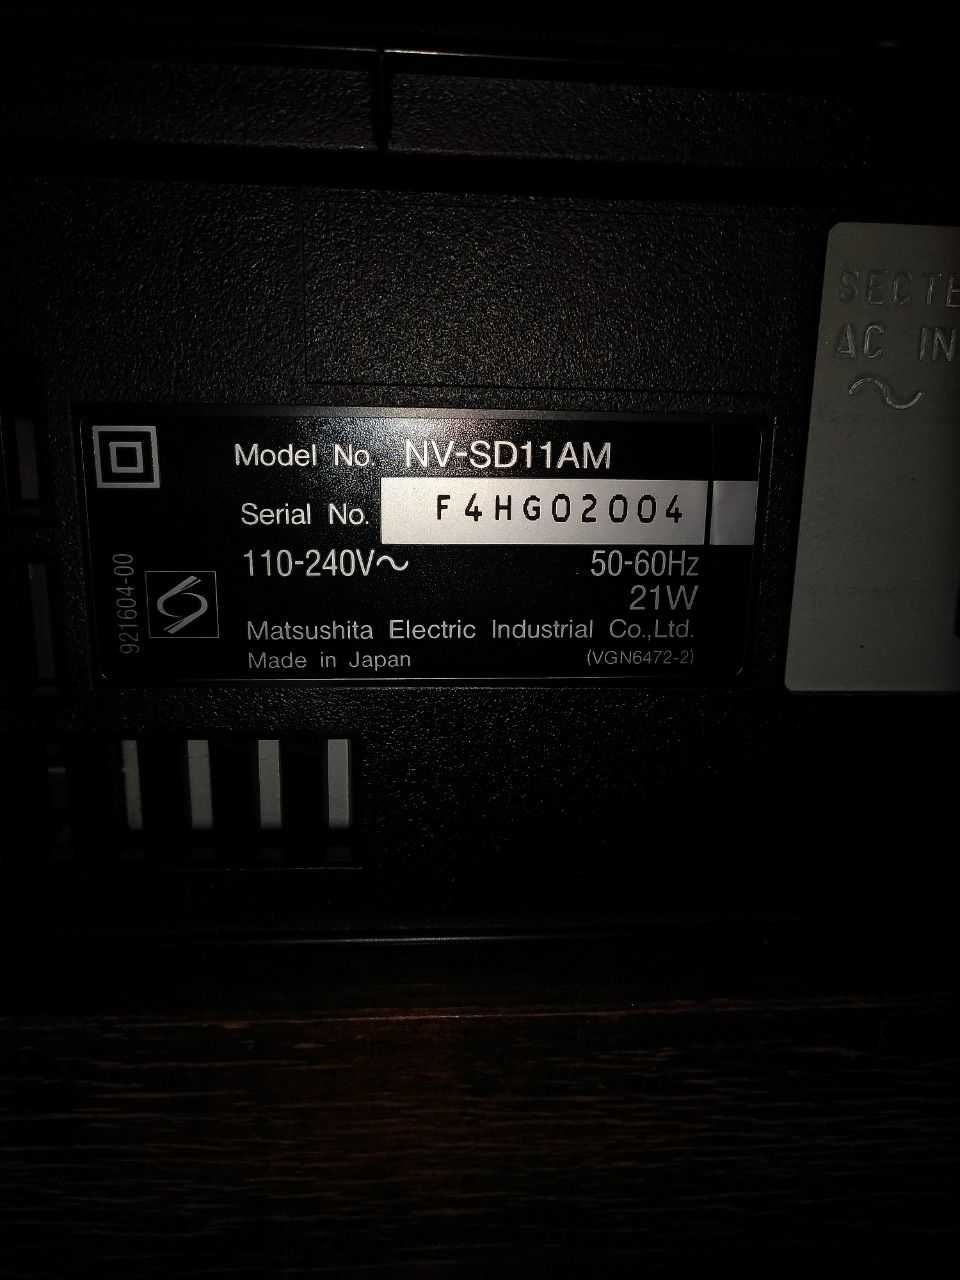 SECTE
AC IN
Model No. NV-SD11AM
Serial No. F4HG02004
110-240V～ 50-60Hz
21W
921604-00
Matsushita Electric Industrial Co.,Ltd.
Made in Japan (VGN6472-2)